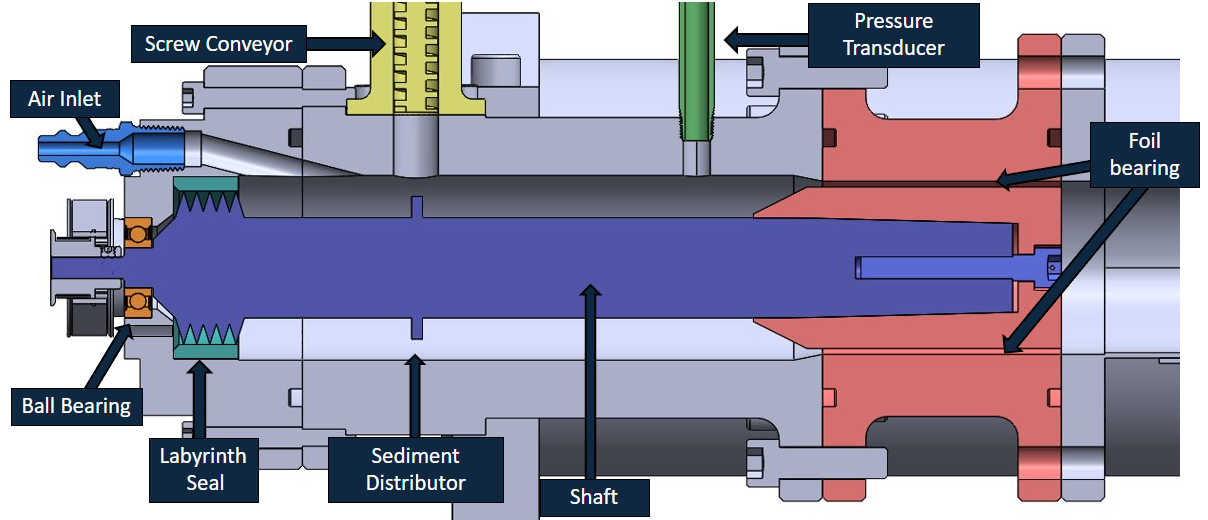 Screw Conveyor
Pressure
Transducer
Air Inlet
Foil
bearing
Ball Bearing
Labyrinth
Seal
Sediment
Distributor
Shaft